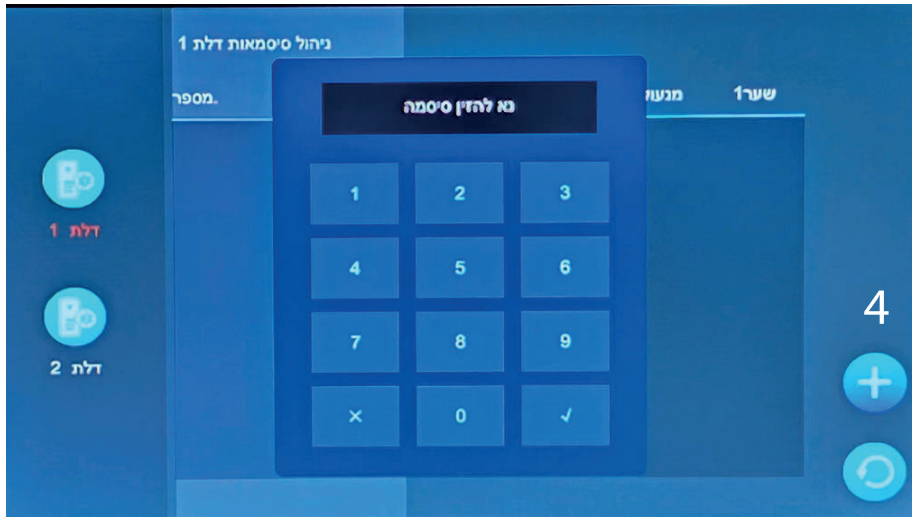 ניהול סיסמאות דלת 1
שער1 מנעול מספר.
נא להזין סיסמה
1 2 3
דלת 1
4 5 6
4
7 8 9
דלת 2
× 0 √
+